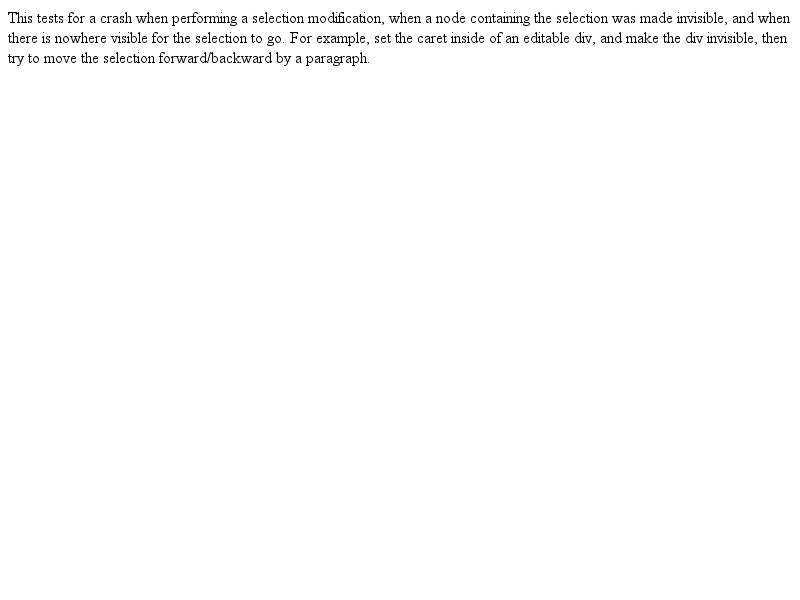 This tests for a crash when performing a selection modification, when a node containing the selection was made invisible, and when
there is nowhere visible for the selection to go. For example, set the caret inside of an editable div, and make the div invisible, then
try to move the selection forward/backward by a paragraph.